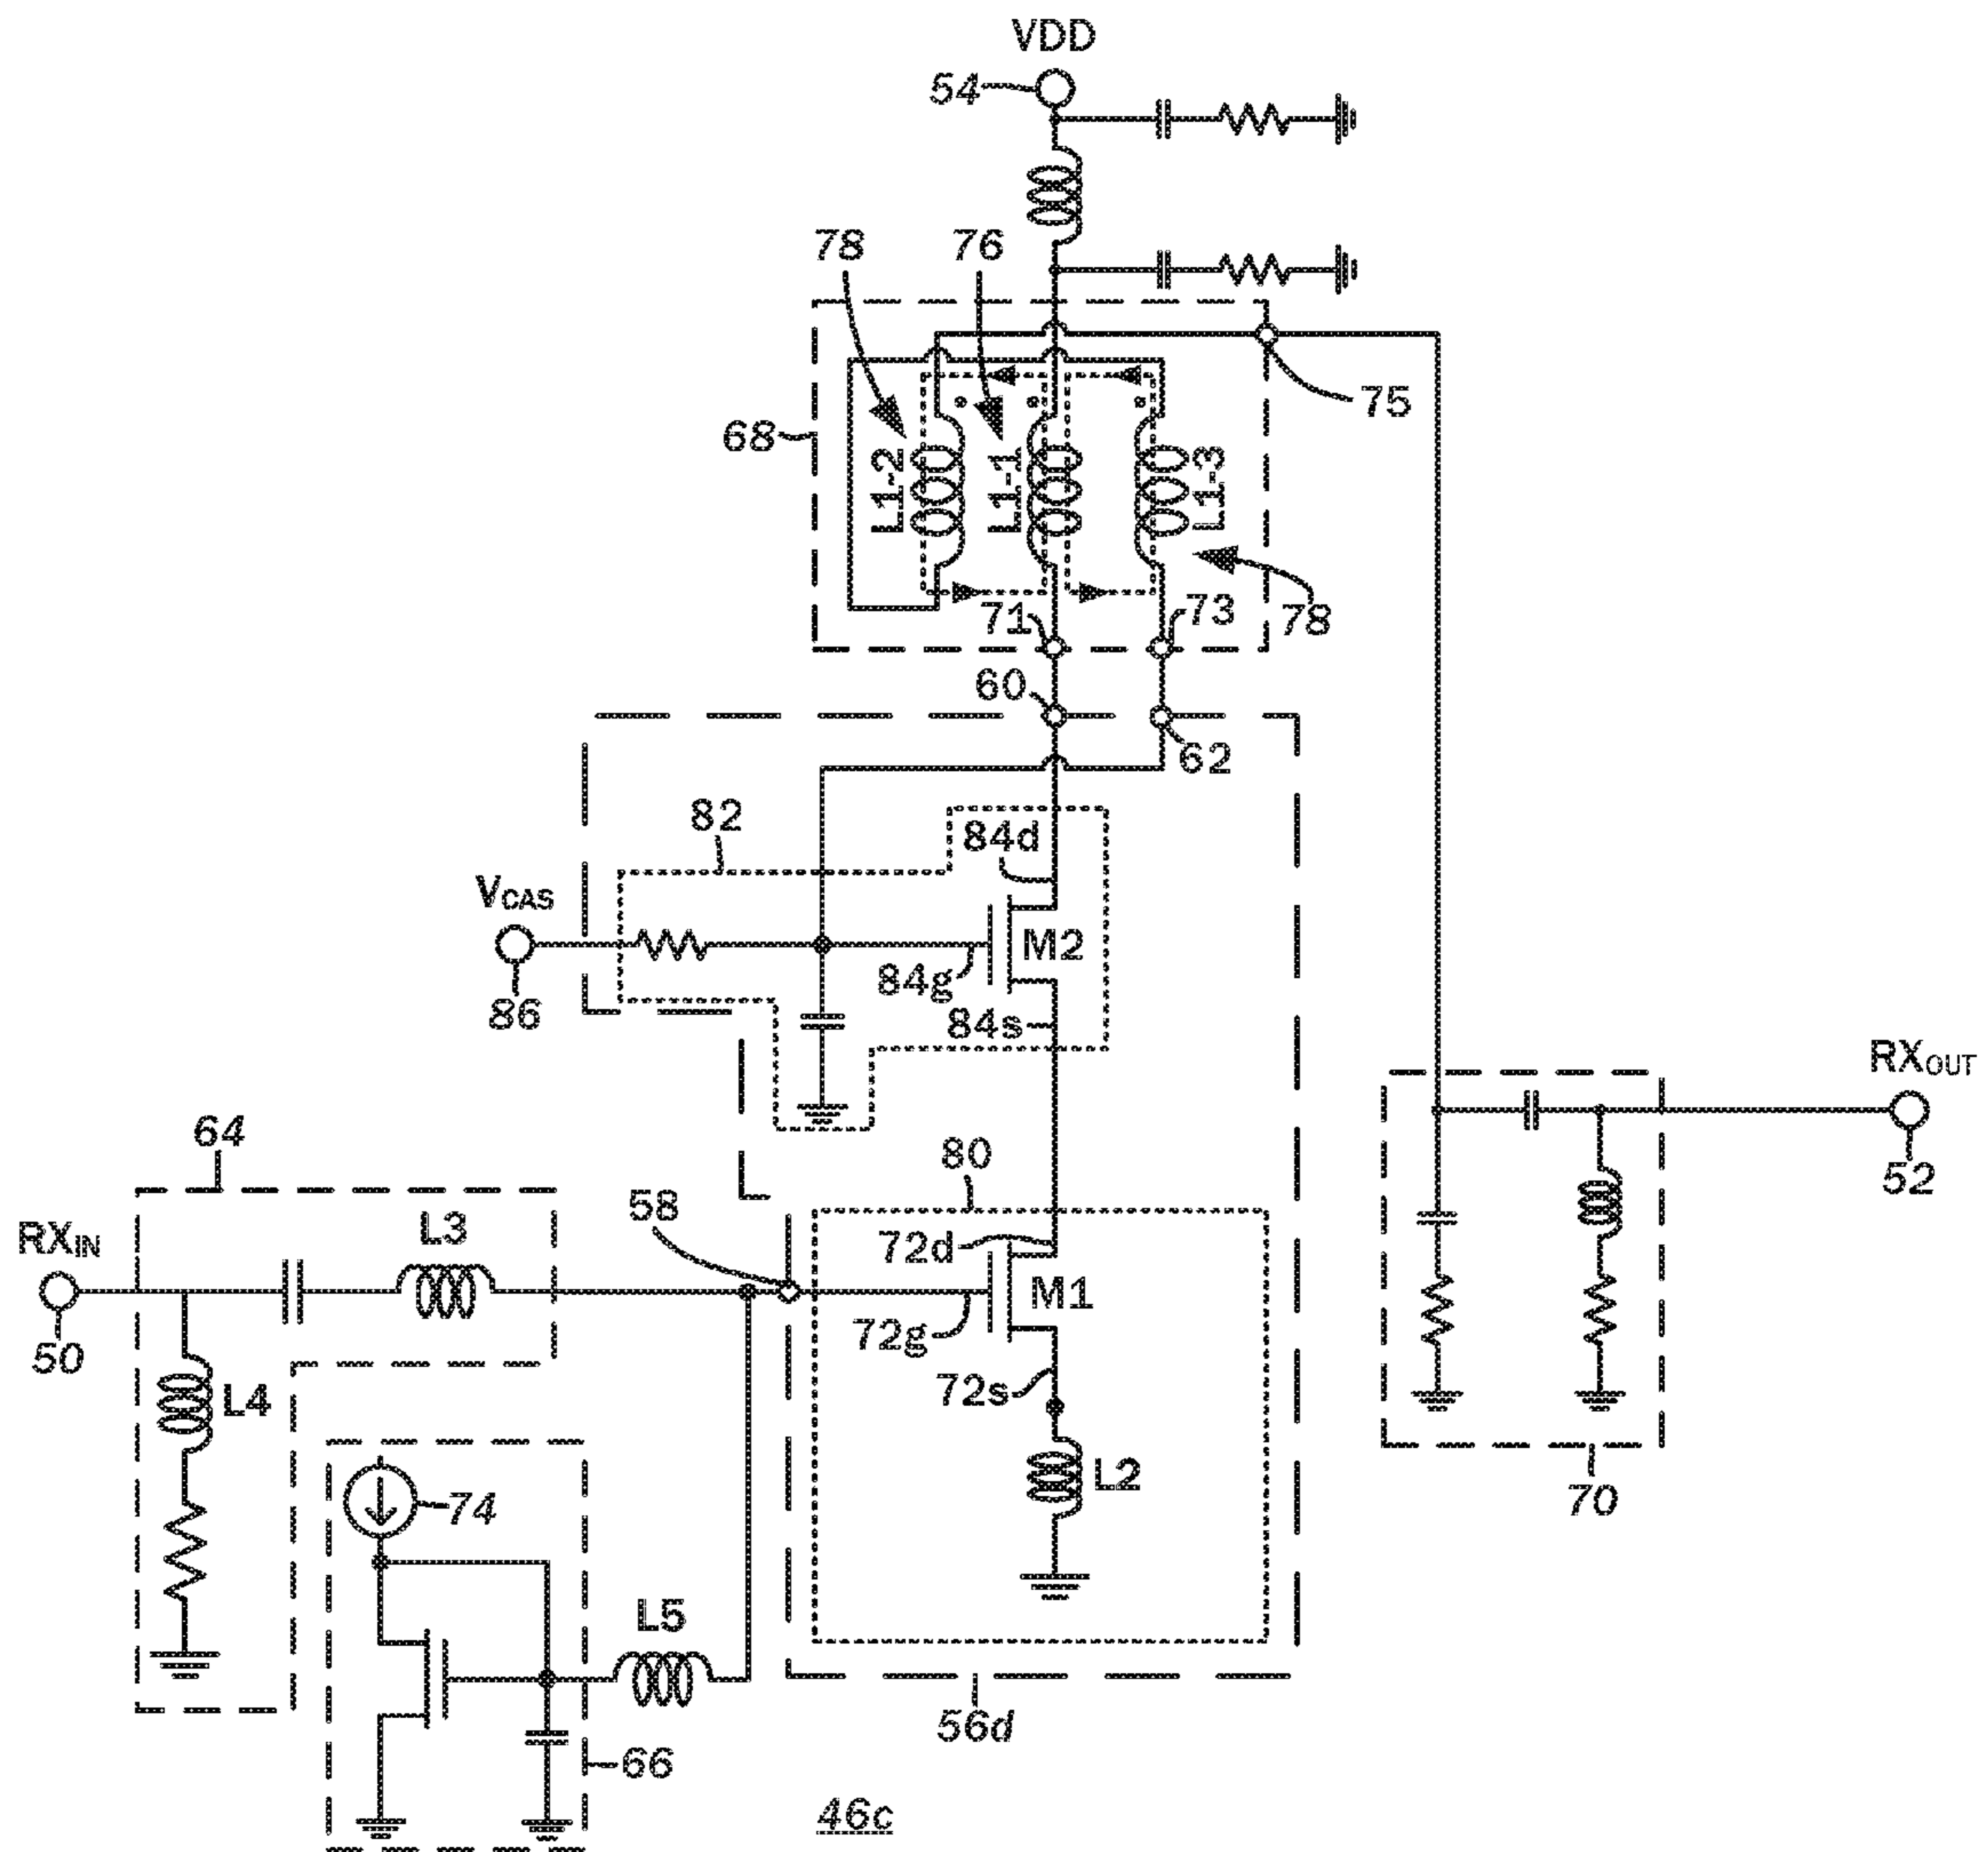 VDD
54
78 76
75
68
L1-2 L1-1 L1-3
71 73
78
60
62
82
84d
VCAS
M2
84g
86
84s
RXOUT
64
80
52
58
L3
RXIN
72d
M1
50
72g
72s
L4
L2
74
70
L5
56d
66
46c